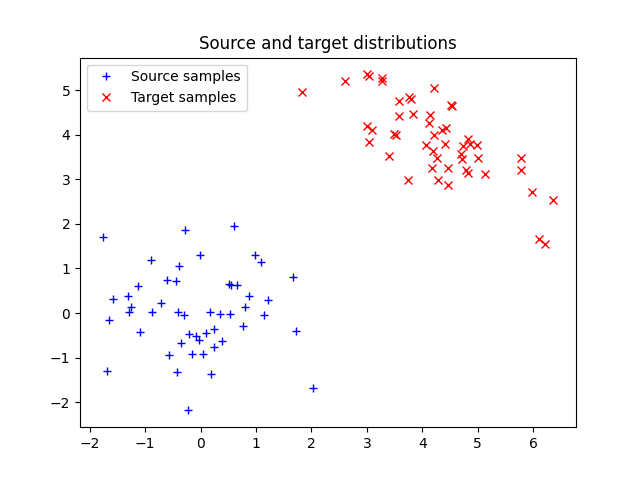 Source and target distributions
Source samples
Target samples
5
4
3
2
1
0
−1
−2
−2 −1 0 1 2 3 4 5 6